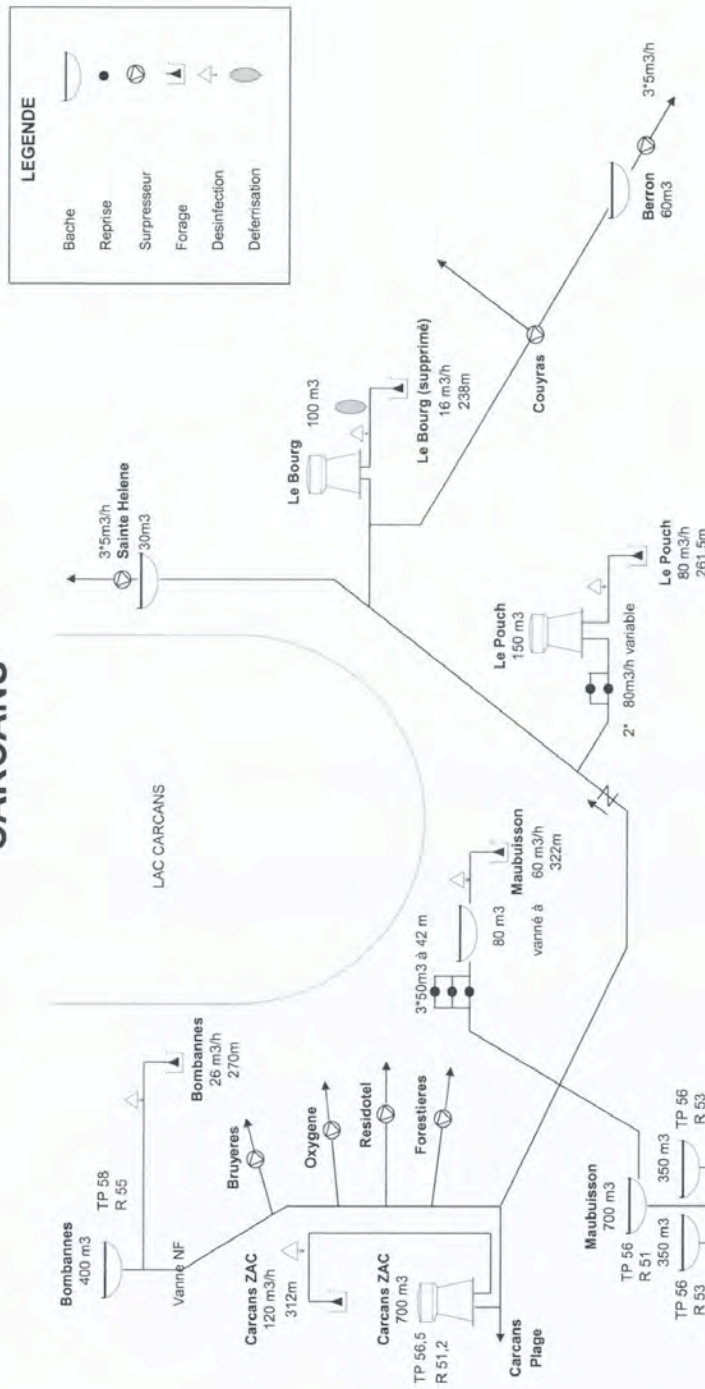 CARCANS
LEGENDE
Bache
Reprise
Surpresseur
Forage
Desinfection
Deferrisation
LAC CARCANS
Bombannes
400 m3
TP 58
R 55
Vanne NF
Bombannes
26 m3/h
270m
Bruyeres
Oxygene
Residotel
Forestieres
Carcans ZAC
120 m3/h
312m
Carcans ZAC
700 m3
TP 56,5
R 51,2
Carcans
Plage
3*50m3 à 42 m
80 m3
vanné à
Maubuisson
60 m3/h
322m
Maubuisson
700 m3
TP 56
R 51
350 m3
TP 56
R 53
350 m3
TP 56
R 53
3*5m3/h
Sainte Helene
30m3
Le Bourg
100 m3
Le Bourg (supprimé)
16 m3/h
238m
Le Pouch
150 m3
2* 80m3/h variable
Le Pouch
80 m3/h
261,5m
Couyras
Berron
60m3
3*5m3/h